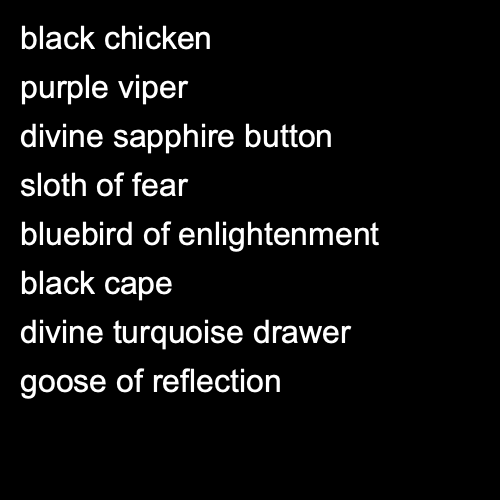 black chicken
purple viper
divine sapphire button
sloth of fear
bluebird of enlightenment
black cape
divine turquoise drawer
goose of reflection